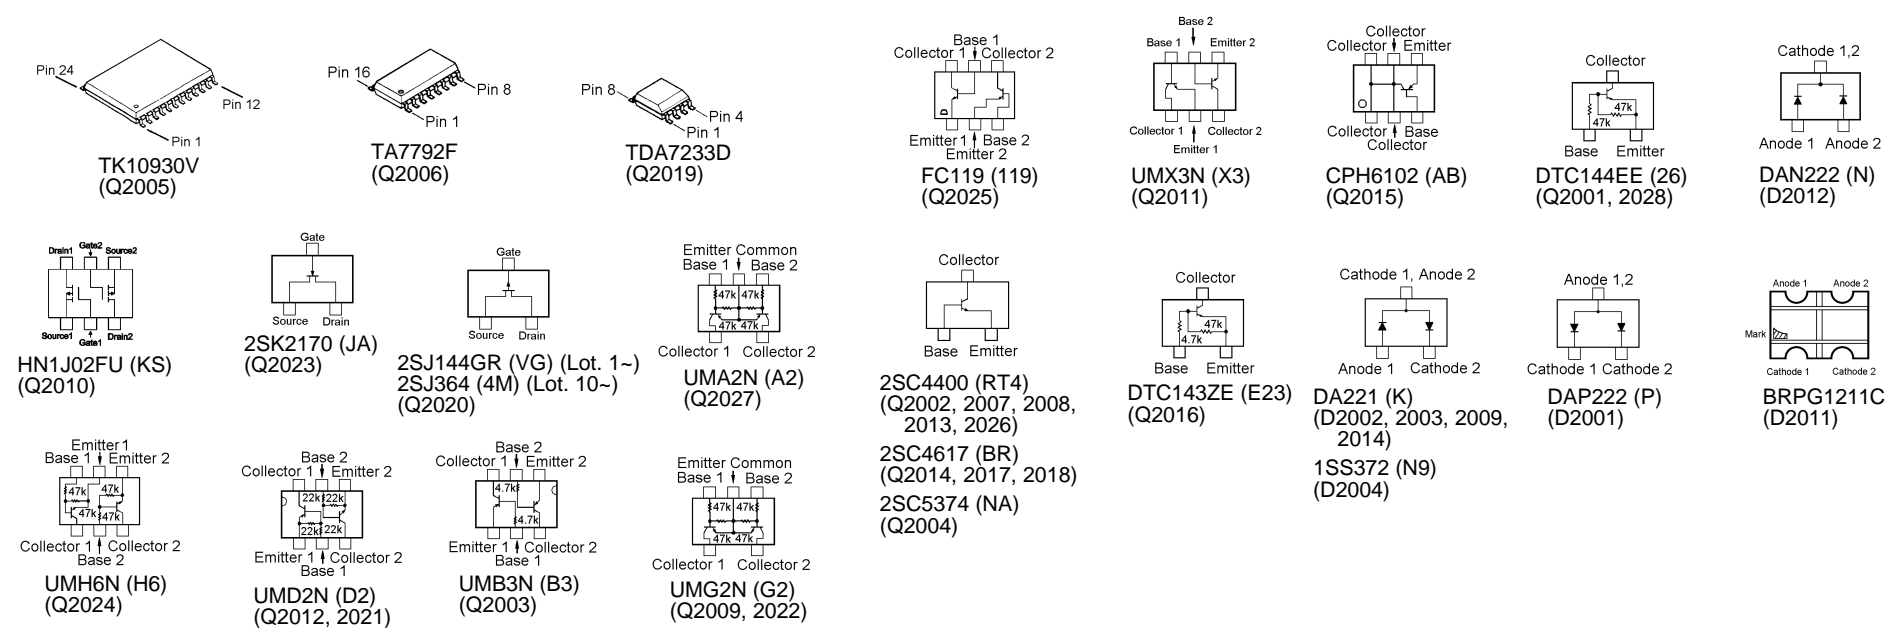 Pin 24
Pin 12
Pin 1
TK10930V
(Q2005)
Pin 16
Pin 8
Pin 1
TA7792F
(Q2006)
Pin 8
Pin 4
Pin 1
TDA7233D
(Q2019)
Base 1
Collector 1 Collector 2
D
Emitter 1 Base 2
Emitter 2
FC119 (119)
(Q2025)
Base 2
Base 1 Emitter 2
Collector 1 Collector 2
Emitter 1
UMX3N (X3)
(Q2011)
Collector
Collector Emitter
Collector Base
Collector
CPH6102 (AB)
(Q2015)
Collector
47k
47k
Base Emitter
DTC144EE (26)
(Q2001, 2028)
Cathode 1,2
Anode 1 Anode 2
DAN222 (N)
(D2012)
Drain1 Gate2 Source2
Source1 Gate1 Drain2
HN1J02FU (KS)
(Q2010)
Gate
Source Drain
2SK2170 (JA)
(Q2023)
Gate
Source Drain
2SJ144GR (VG) (Lot. 1~)
2SJ364 (4M) (Lot. 10~)
(Q2020)
Emitter Common
Base 1 Base 2
47k 47k
47k 47k
Collector 1 Collector 2
UMA2N (A2)
(Q2027)
Collector
Base Emitter
2SC4400 (RT4)
(Q2002, 2007, 2008,
2013, 2026)
2SC4617 (BR)
(Q2014, 2017, 2018)
2SC5374 (NA)
(Q2004)
Collector
47k
4.7k
Base Emitter
DTC143ZE (E23)
(Q2016)
Cathode 1, Anode 2
Anode 1 Cathode 2
DA221 (K)
(D2002, 2003, 2009,
2014)
1SS372 (N9)
(D2004)
Anode 1,2
Cathode 1 Cathode 2
DAP222 (P)
(D2001)
Anode 1 Anode 2
Mark
Cathode 1 Cathode 2
BRPG1211C
(D2011)
Emitter 1
Base 1 Emitter 2
47k 47k
47k 47k
Collector 1 Collector 2
Base 2
UMH6N (H6)
(Q2024)
Base 2
Collector 1 Emitter 2
22k 22k
22k 22k
Emitter 1 Collector 2
Base 1
UMD2N (D2)
(Q2012, 2021)
Base 2
Collector 1 Emitter 2
4.7k
4.7k
Emitter 1 Collector 2
Base 1
UMB3N (B3)
(Q2003)
Emitter Common
Base 1 Base 2
47k 47k
47k 47k
Collector 1 Collector 2
UMG2N (G2)
(Q2009, 2022)